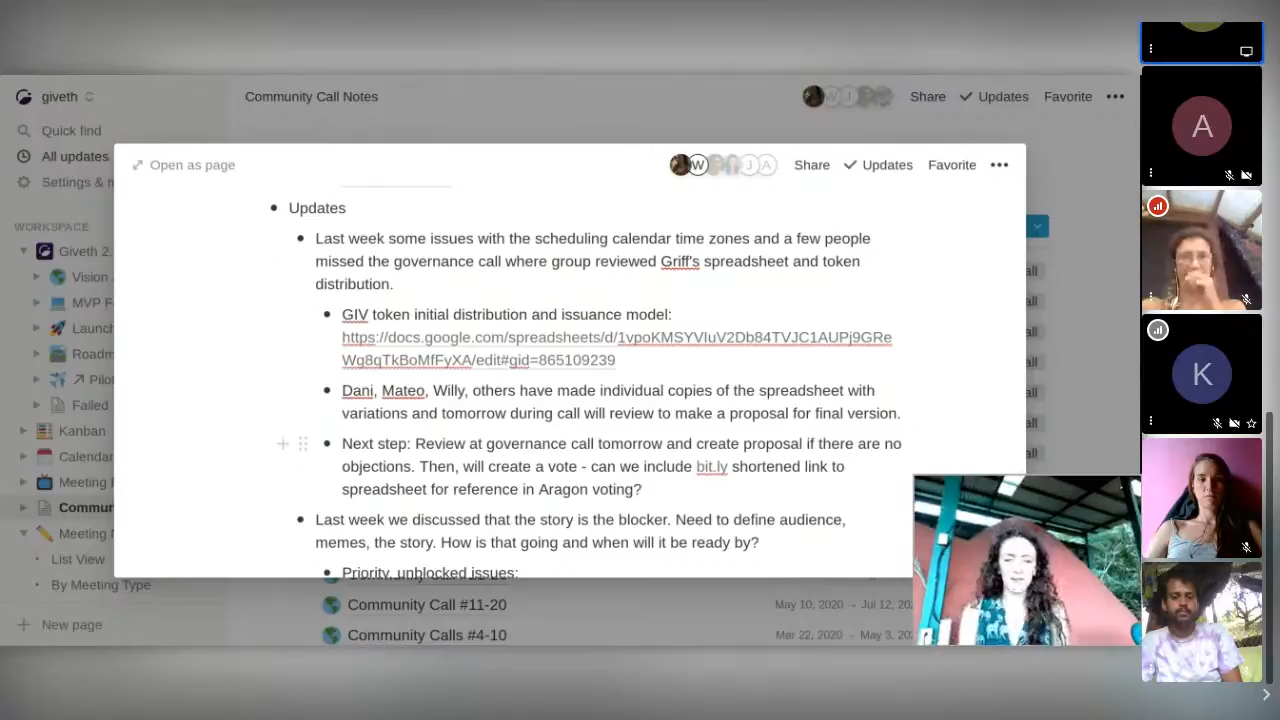 giveth
Community Call Notes
Share
Updates
Favorite
Quick find
All updates
Settings & m
Open as page
W
J
A
Share
Updates
Favorite
WORKSPACE
Giveth 2.
Vision
MVP F
Launch
Roadm
Pilot
Failed
Kanban
Calendar
Meeting
Commun
Meeting
List View
By Meeting Type
New page
Updates
Last week some issues with the scheduling calendar time zones and a few people
missed the governance call where group reviewed Griff's spreadsheet and token
distribution.
GIV token initial distribution and issuance model:
https://docs.google.com/spreadsheets/d/1vpoKMSYVIuV2Db84TVJC1AUPj9GRe
Wg8qTkBoMfFyXA/edit#gid=865109239
Dani, Mateo, Willy, others have made individual copies of the spreadsheet with
variations and tomorrow during call will review to make a proposal for final version.
Next step: Review at governance call tomorrow and create proposal if there are no
objections. Then, will create a vote - can we include bit.ly shortened link to
spreadsheet for reference in Aragon voting?
Last week we discussed that the story is the blocker. Need to define audience,
memes, the story. How is that going and when will it be ready by?
Priority, unblocked issues:
Community Call #11-20
May 10, 2020 → Jul 12, 20
Community Calls #4-10
Mar 22, 2020 → May 3, 20
all
all
all
all
all
all
all
A
K